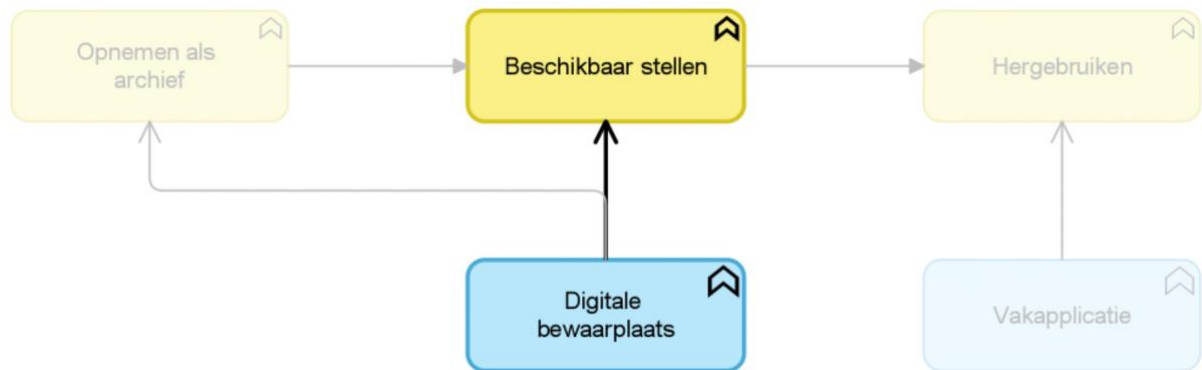 Opnemen als
archief
Beschikbaar stellen
Hergebruiken
Digitale
bewaarplaats
Vakapplicatie